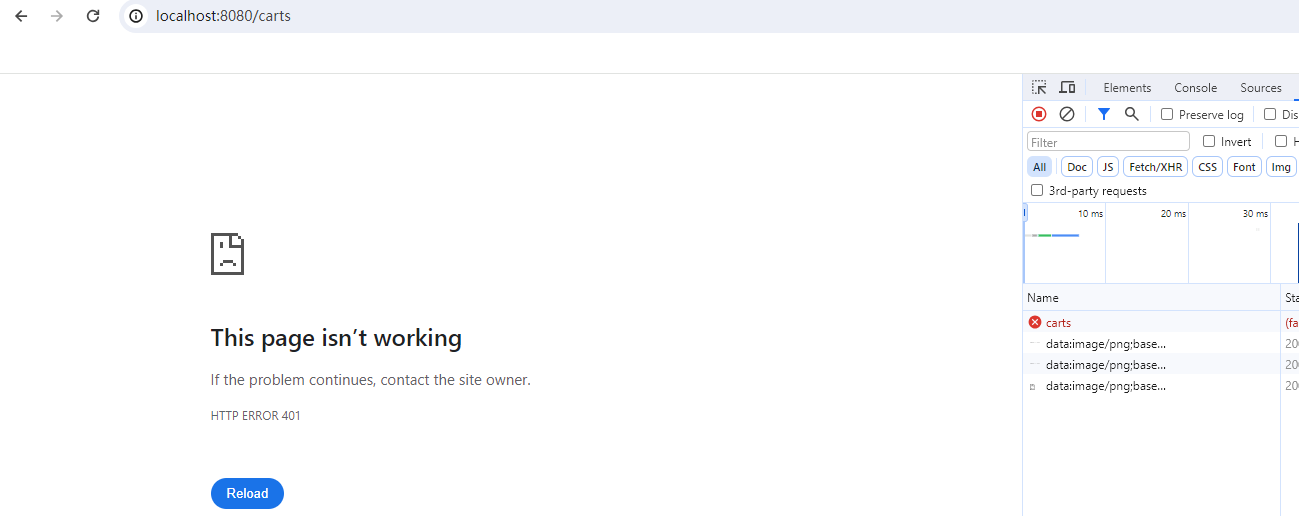 localhost:8080/carts
Elements Console Sources
Preserve log Dis
Filter Invert H
All Doc JS Fetch/XHR CSS Font Img
3rd-party requests
10 ms 20 ms 30 ms
Name Sta
carts (fa
data:image/png;base... 200
data:image/png;base... 200
data:image/png;base... 200
This page isn’t working
If the problem continues, contact the site owner.
HTTP ERROR 401
Reload